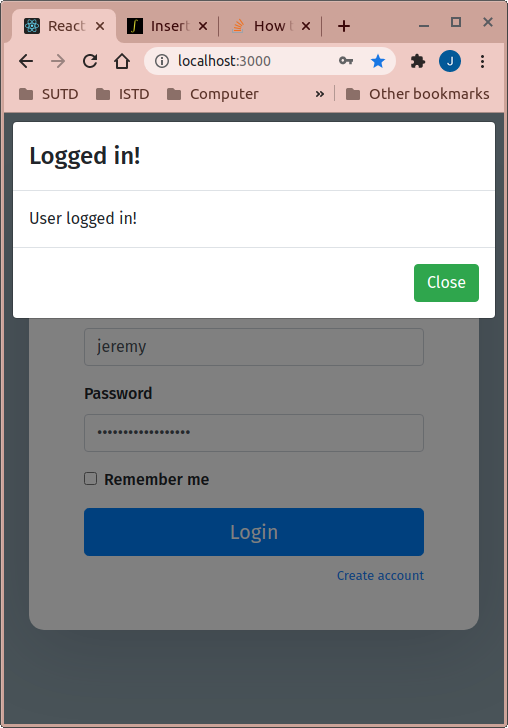 React
Insert
How
localhost:3000
J
SUTD
ISTD
Computer
»
Other bookmarks
Logged in!
User logged in!
Close
jeremy
Password
••••••••••••••••••
Remember me
Login
Create account